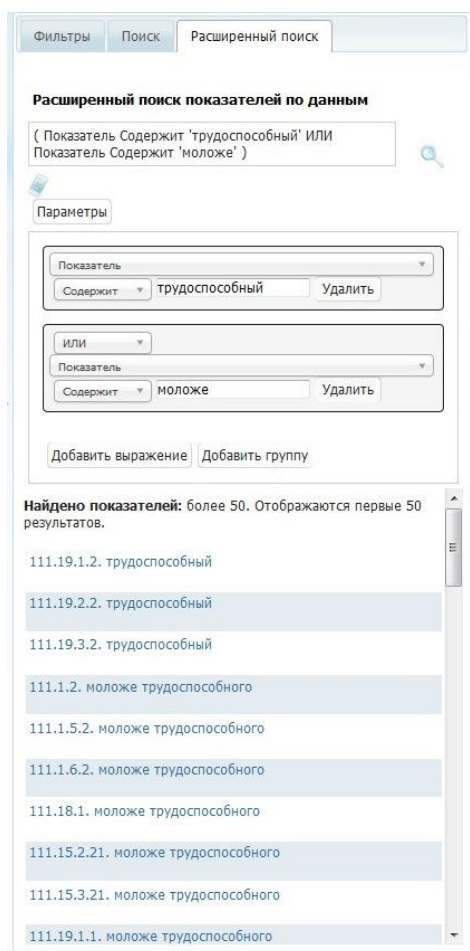 Фильтры Поиск Расширенный поиск
Расширенный поиск показателей по данным
( Показатель Содержит 'трудоспособный' ИЛИ
Показатель Содержит 'моложе' )
Параметры
Показатель
Содержит трудоспособный Удалить
ИЛИ
Показатель
Содержит моложе Удалить
Добавить выражение Добавить группу
Найдено показателей: более 50. Отображаются первые 50
результатов.
111.19.1.2. трудоспособный
111.19.2.2. трудоспособный
111.19.3.2. трудоспособный
111.1.2. моложе трудоспособного
111.1.5.2. моложе трудоспособного
111.1.6.2. моложе трудоспособного
111.18.1. моложе трудоспособного
111.15.2.21. моложе трудоспособного
111.15.3.21. моложе трудоспособного
111.19.1.1. моложе трудоспособного